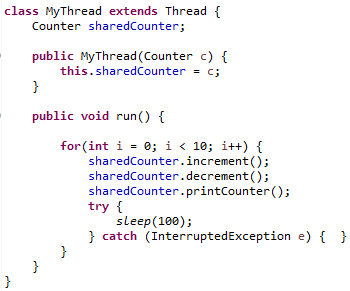 class MyThread extends Thread {
Counter sharedCounter;
public MyThread(Counter c) {
this.sharedCounter = c;
}
public void run() {
for(int i = 0; i < 10; i++) {
sharedCounter.increment();
sharedCounter.decrement();
sharedCounter.printCounter();
try {
sleep(100);
} catch (InterruptedException e) { }
}
}
}